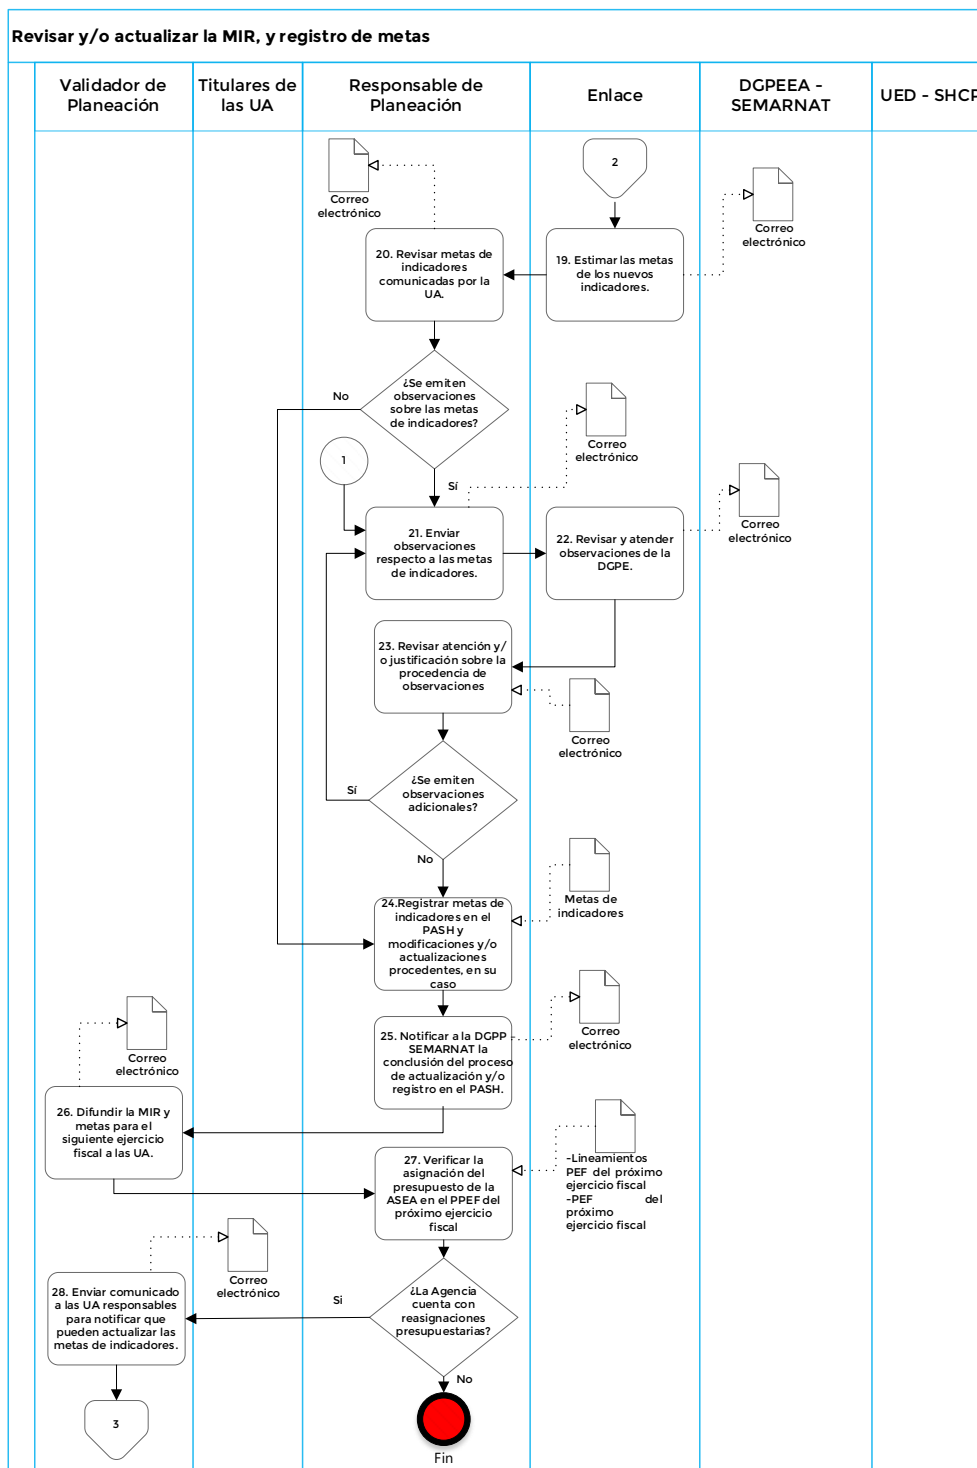 Revisar y/o actualizar la MIR, y registro de metas
Validador de
Planeación
Titulares de
las UA
Responsable de
Planeación
Enlace
DGPEEA -
SEMARNAT
UED - SHCP
2
Correo
electrónico
Correo
electrónico
20. Revisar metas de
indicadores
comunicadas por la
UA.
19. Estimar las metas
de los nuevos
indicadores.
¿Se emiten
observaciones
sobre las metas
de indicadores?
No
Sí
Correo
electrónico
1
Correo
electrónico
21. Enviar
observaciones
respecto a las metas
de indicadores.
22. Revisar y atender
observaciones de la
DGPE.
23. Revisar atención y/
o justificación sobre la
procedencia de
observaciones
Correo
electrónico
¿Se emiten
observaciones
adicionales?
Sí
No
Metas de
indicadores
24.Registrar metas de
indicadores en el
PASH y
modificaciones y/o
actualizaciones
procedentes, en su
caso
Correo
electrónico
Correo
electrónico
25. Notificar a la DGPP
SEMARNAT la
conclusión del proceso
de actualización y/o
registro en el PASH.
26. Difundir la MIR y
metas para el
siguiente ejercicio
fiscal a las UA.
27. Verificar la
asignación del
presupuesto de la
ASEA en el PPEF del
próximo ejercicio
fiscal
-Lineamientos
PEF del próximo
ejercicio fiscal
-PEF del
próximo
ejercicio fiscal
Correo
electrónico
28. Enviar comunicado
a las UA responsables
para notificar que
pueden actualizar las
metas de indicadores.
¿La Agencia
cuenta con
reasignaciones
presupuestarias?
Si
No
3
Fin